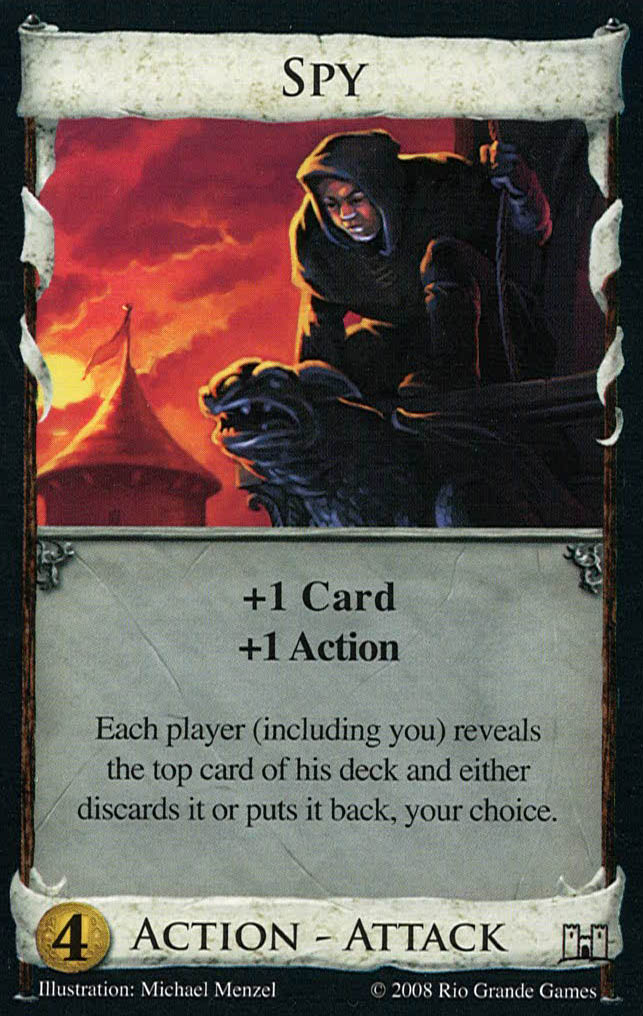 Spy
+1 Card
+1 Action
Each player (including you) reveals
the top card of his deck and either
discards it or puts it back, your choice.
4 Action - Attack
Illustration: Michael Menzel © 2008 Rio Grande Games